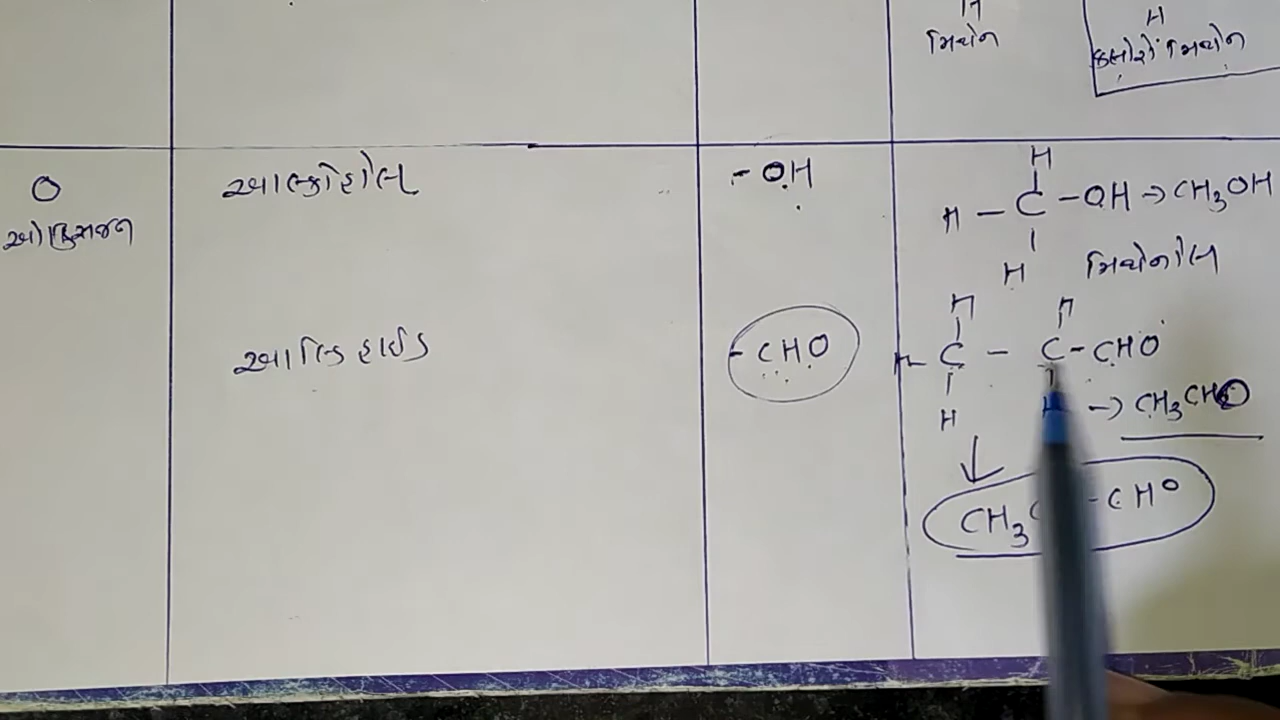 H
મિથેન
H
ક્લોરો મિથેન
O
ઓક્સિજન
આલ્કોહોલ
-OH
H
H - C - OH → CH₃OH
H
મિથેનોલ
આલ્ડિહાઈડ
- CHO
H H
H - C - C - CHO
H H → CH₃CHO
CH₃ - CHO